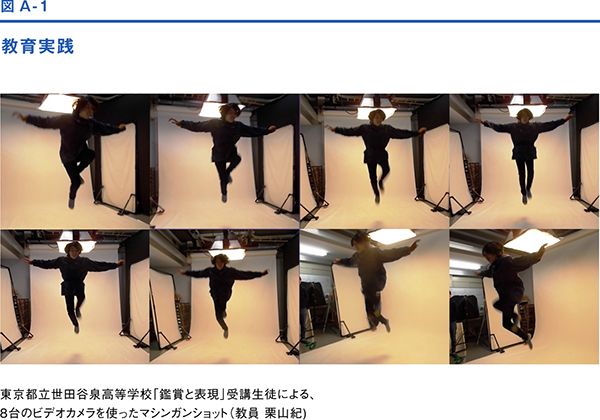 図 A-1
教育実践
東京都立世田谷泉高等学校「鑑賞と表現」受講生徒による、
8台のビデオカメラを使ったマシンガンショット（教員 栗山紀)